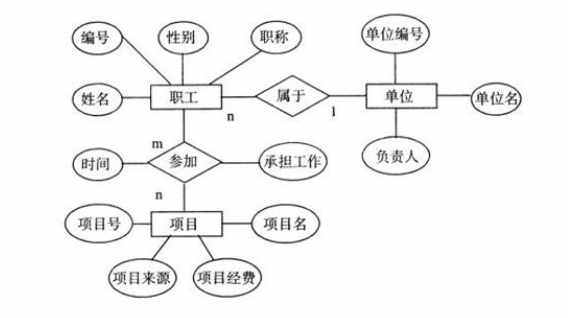 编号
性别
职称
单位编号
姓名
职工
n
属于
1
单位
单位名
m
时间
参加
承担工作
负责人
n
项目号
项目
项目名
项目来源
项目经费